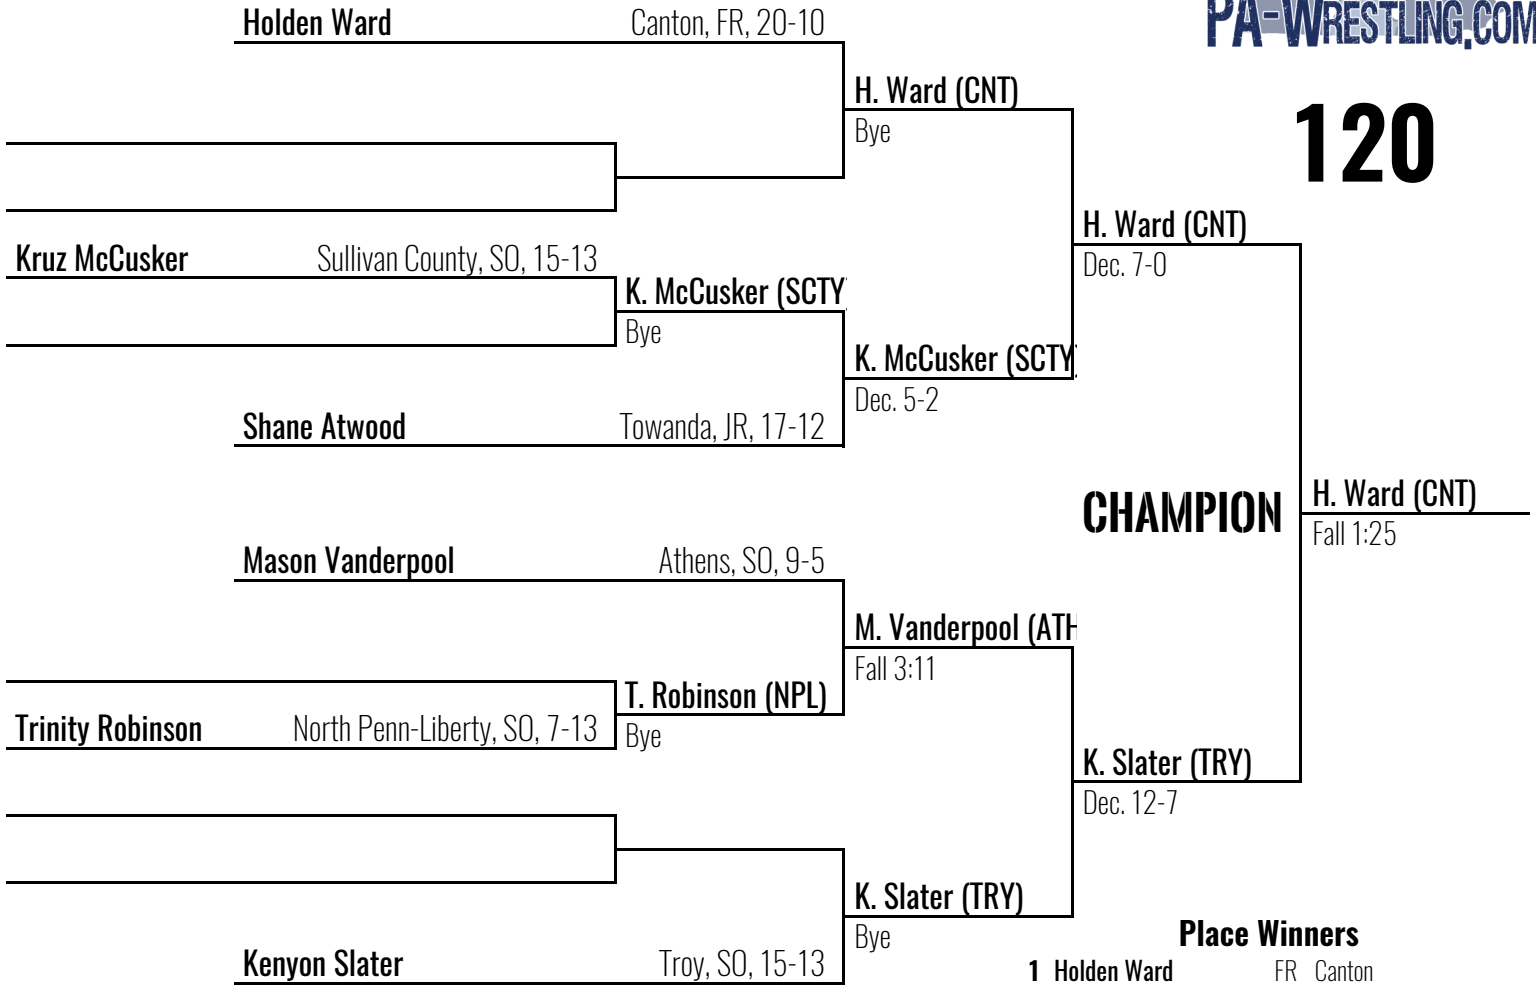 PA-WRESTLING.COM
Holden Ward Canton, FR, 20-10
H. Ward (CNT)
Bye
120
H. Ward (CNT)
Dec. 7-0
Kruz McCusker Sullivan County, SO, 15-13
K. McCusker (SCTY)
Bye
K. McCusker (SCTY)
Dec. 5-2
Shane Atwood Towanda, JR, 17-12
CHAMPION
H. Ward (CNT)
Fall 1:25
Mason Vanderpool Athens, SO, 9-5
M. Vanderpool (ATH
Fall 3:11
T. Robinson (NPL)
Trinity Robinson North Penn-Liberty, SO, 7-13
Bye
K. Slater (TRY)
Dec. 12-7
K. Slater (TRY)
Bye
Kenyon Slater Troy, SO, 15-13
Place Winners
1 Holden Ward FR Canton